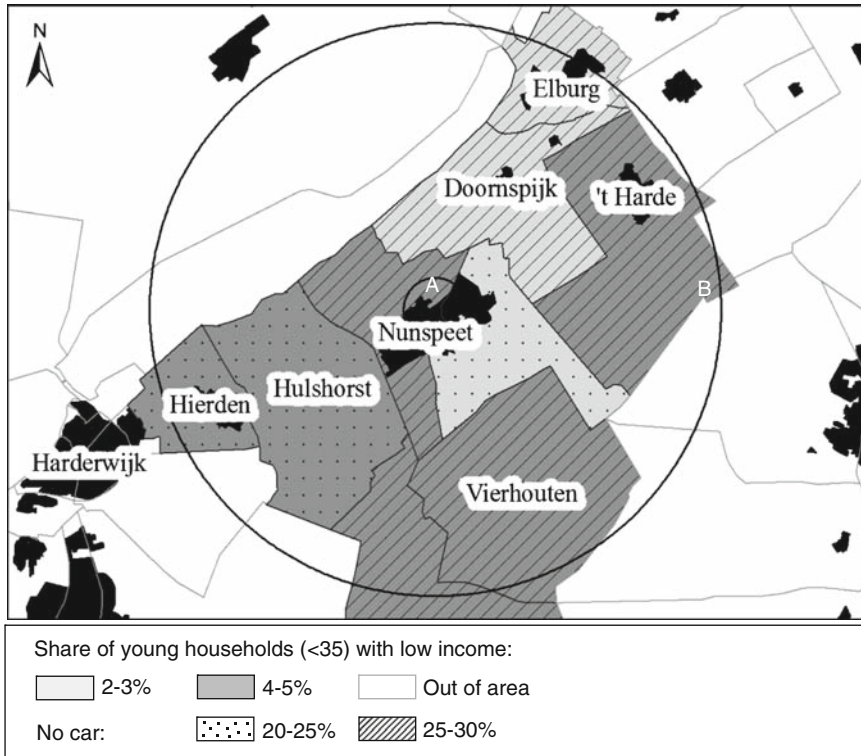 N
Elburg
Doornspijk
't Harde
A
B
Nunspeet
Hierden
Hulshorst
Harderwijk
Vierhouten
Share of young households (<35) with low income:
2-3%
4-5%
Out of area
No car:
20-25%
25-30%